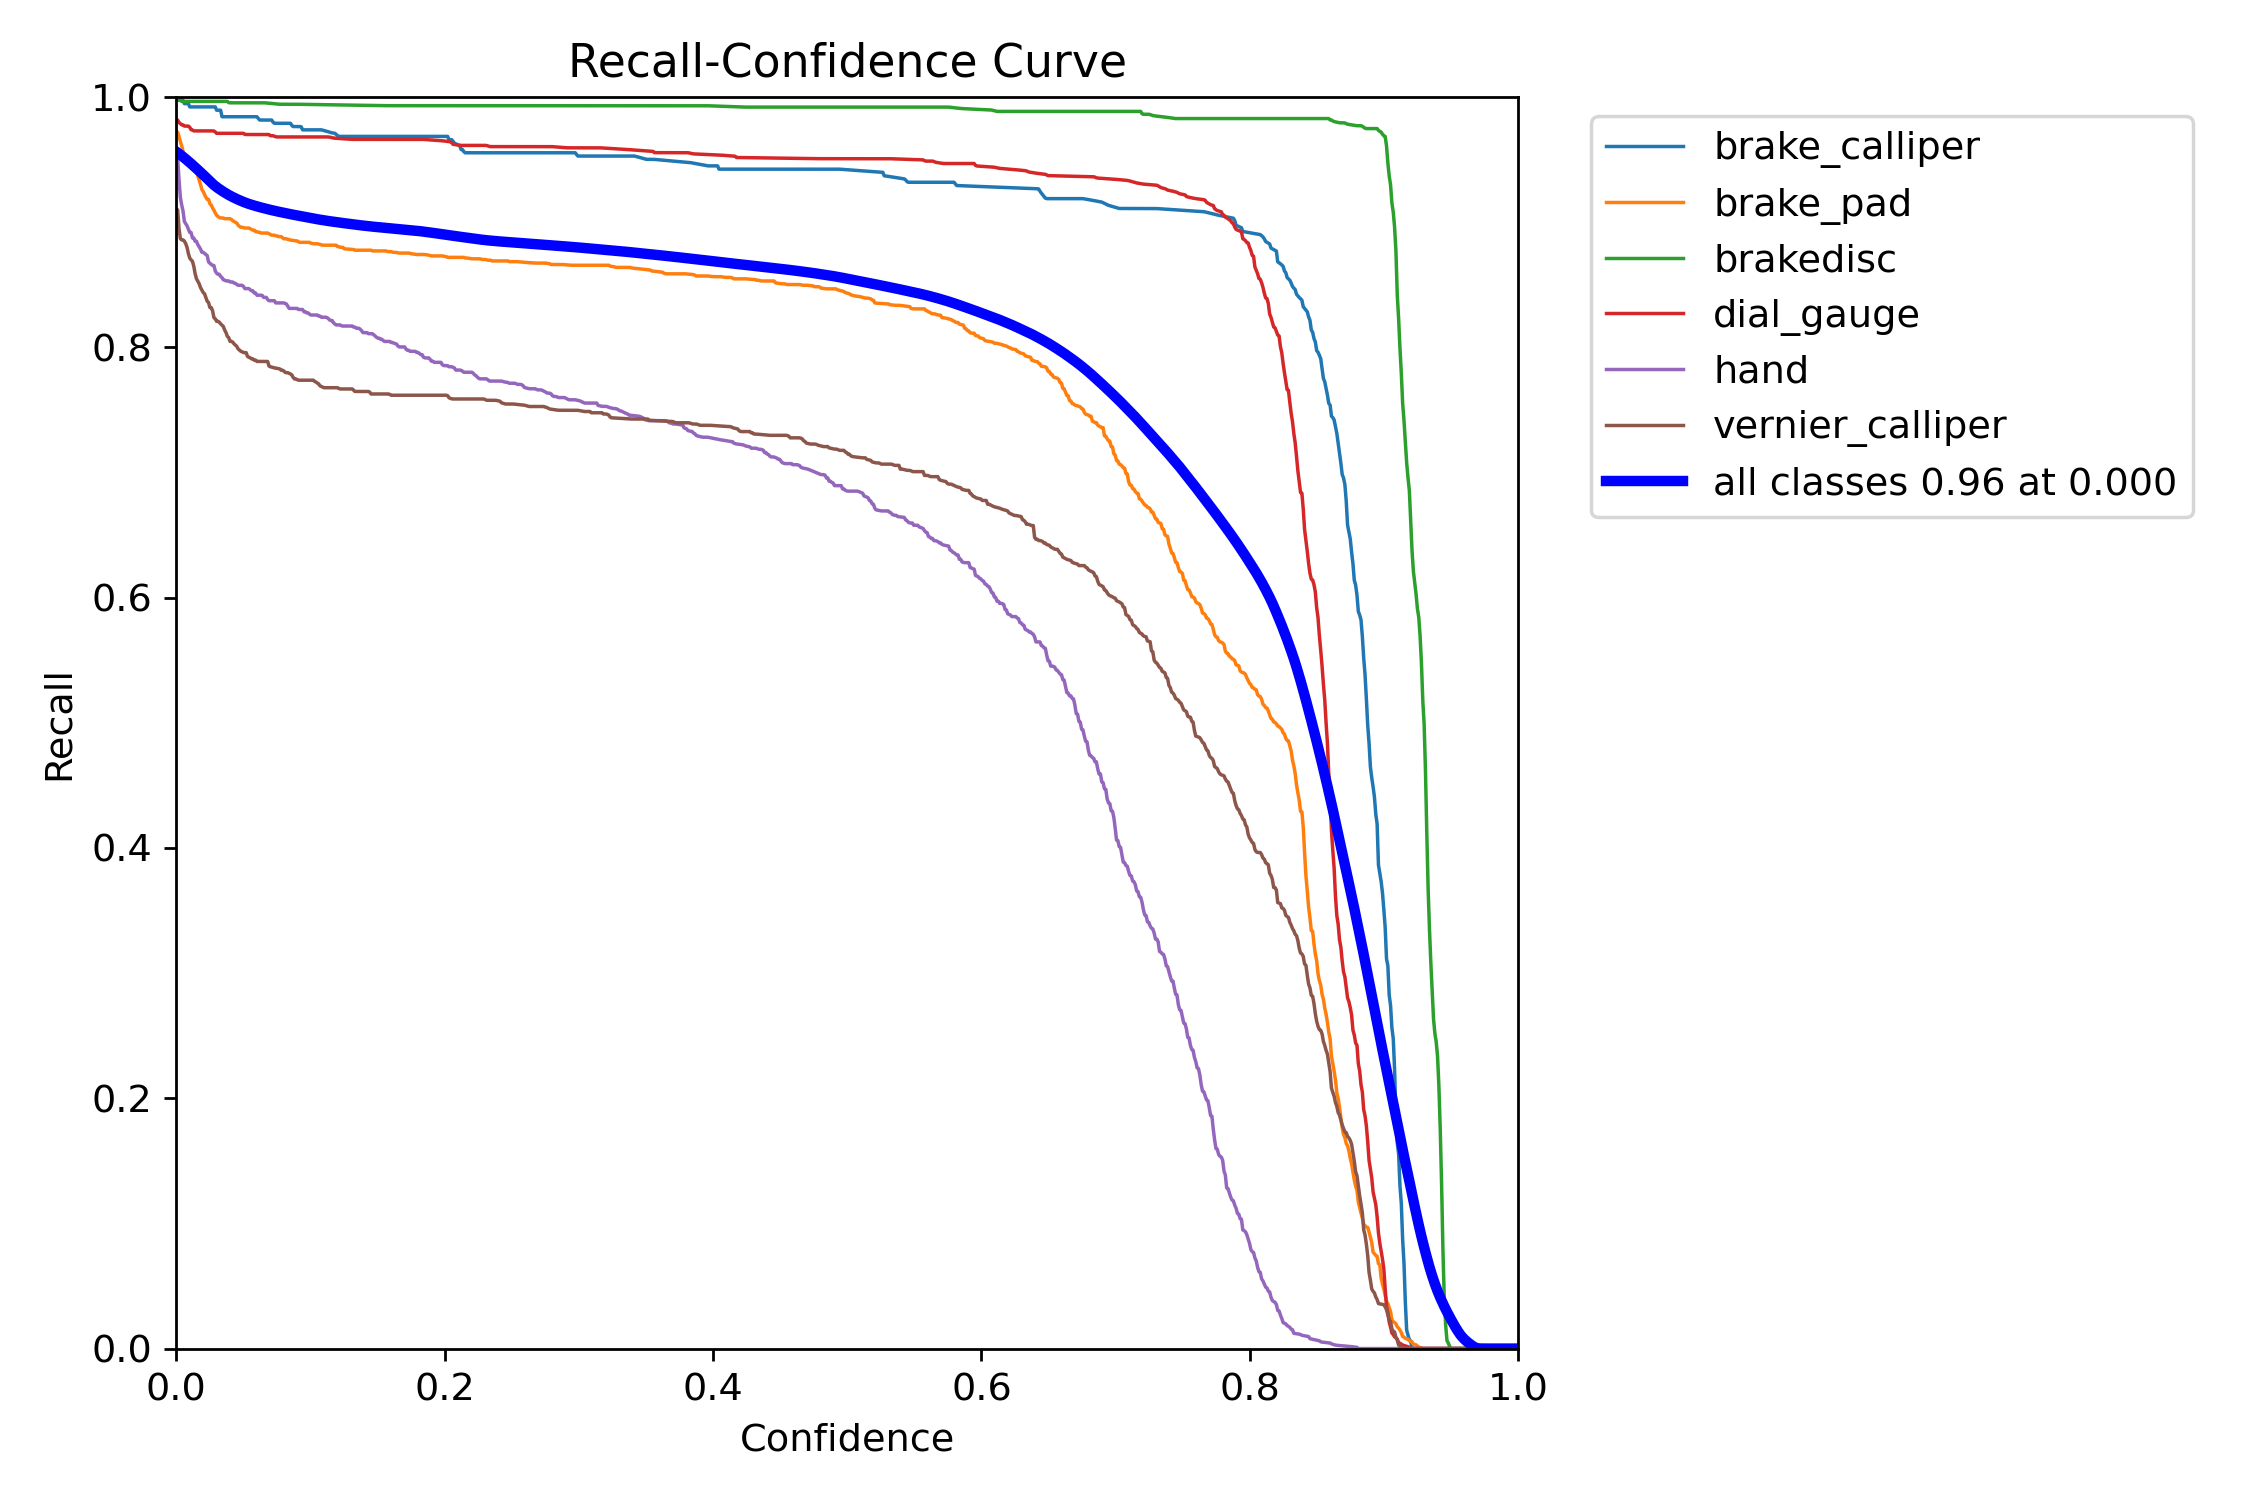 Recall-Confidence Curve
1.0
0.8
0.6
0.4
0.2
0.0
Recall
0.0 0.2 0.4 0.6 0.8 1.0
Confidence
brake_calliper
brake_pad
brakedisc
dial_gauge
hand
vernier_calliper
all classes 0.96 at 0.000